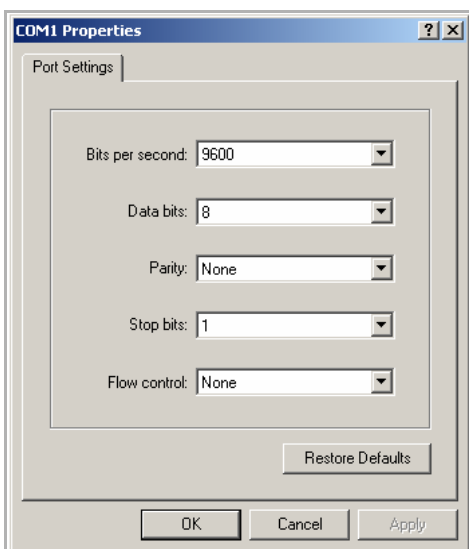 COM1 Properties
Port Settings
Bits per second: 9600
Data bits: 8
Parity: None
Stop bits: 1
Flow control: None
Restore Defaults
OK Cancel Apply